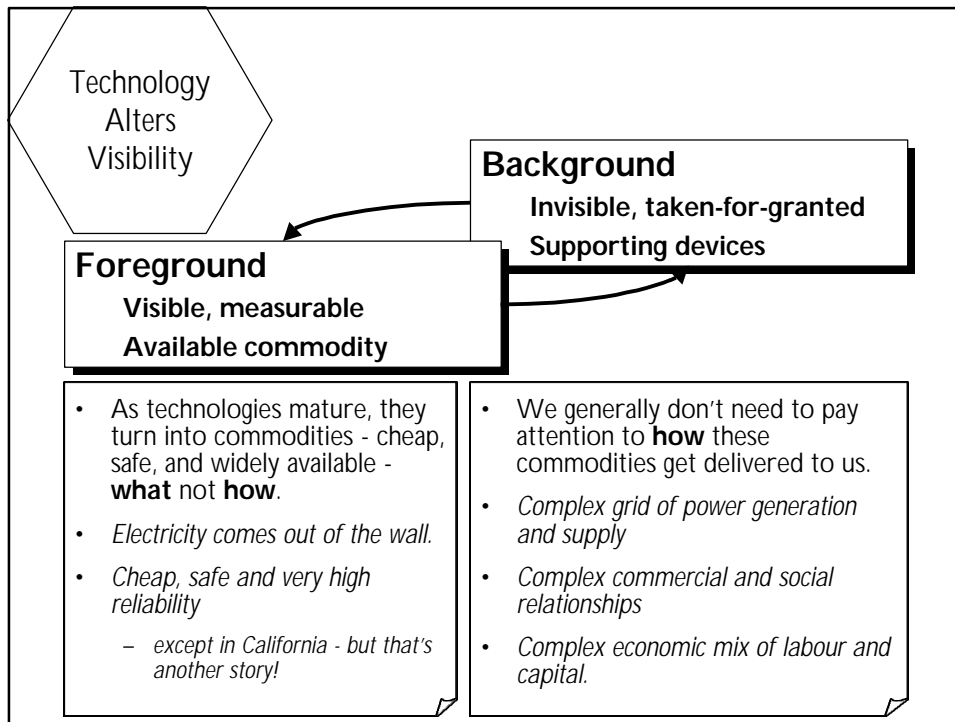 Technology
Alters
Visibility
Background
Invisible, taken-for-granted
Supporting devices
Foreground
Visible, measurable
Available commodity
• As technologies mature, they
turn into commodities - cheap,
safe, and widely available -
what not how.
• Electricity comes out of the wall.
• Cheap, safe and very high
reliability
– except in California - but that's
another story!
• We generally don't need to pay
attention to how these
commodities get delivered to us.
• Complex grid of power generation
and supply
• Complex commercial and social
relationships
• Complex economic mix of labour and
capital.